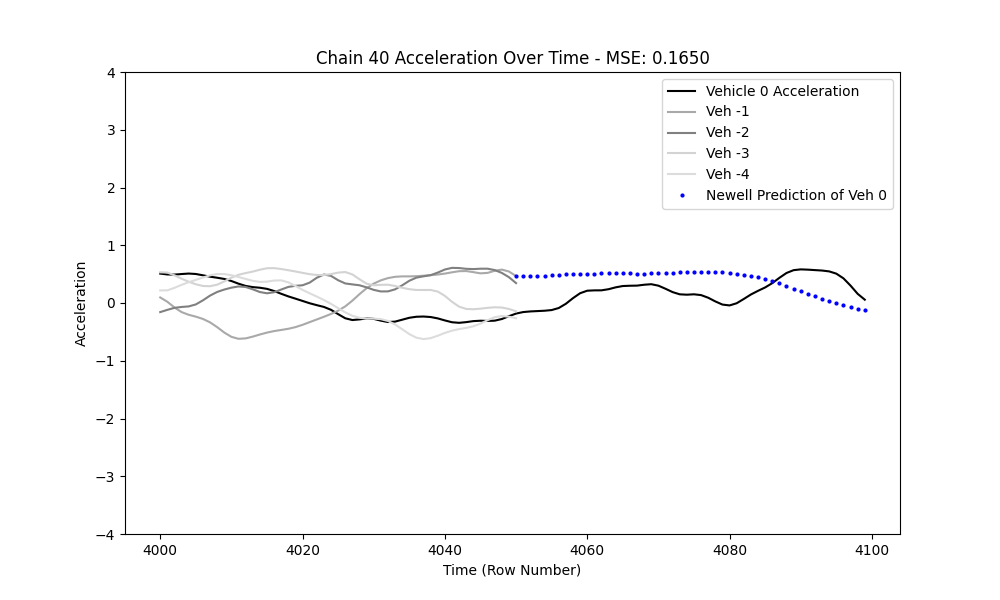 Chain 40 Acceleration Over Time - MSE: 0.1650
4
3
2
1
0
−1
−2
−3
−4
Acceleration
Vehicle 0 Acceleration
Veh -1
Veh -2
Veh -3
Veh -4
Newell Prediction of Veh 0
4000
4020
4040
4060
4080
4100
Time (Row Number)